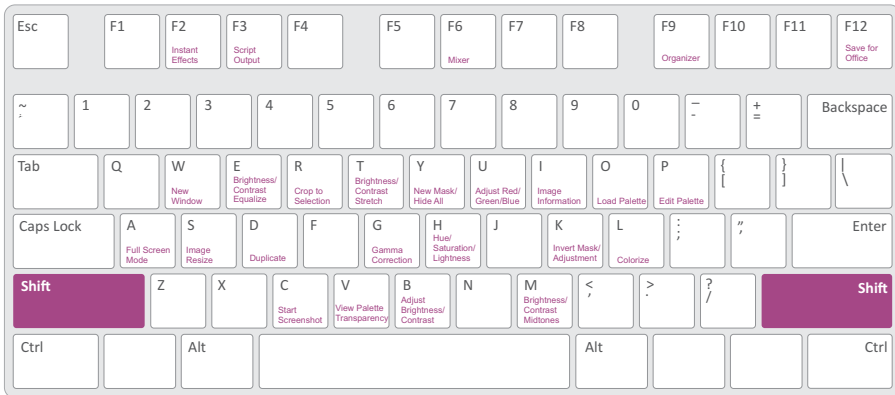 Esc
F1
F2
Instant
Effects
F3
Script
Output
F4
F5
F6
Mixer
F7
F8
F9
Organizer
F10
F11
F12
Save for
Office
~
1
2
3
4
5
6
7
8
9
0
–
-
+
=
Backspace
Tab
Q
W
New
Window
E
Brightness/
Contrast
Equalize
R
Crop to
Selection
T
Brightness/
Contrast
Stretch
Y
New Mask/
Hide All
U
Adjust Red/
Green/Blue
I
Image
Information
O
Load Palette
P
Edit Palette
{
[
}
]
|
\
Caps Lock
A
Full Screen
Mode
S
Image
Resize
D
Duplicate
F
G
Gamma
Correction
H
Hue/
Saturation/
Lightness
J
K
Invert Mask/
Adjustment
L
Colorize
:
;
"
,
Enter
Shift
Z
X
C
Start
Screenshot
V
View Palette
Transparency
B
Adjust
Brightness/
Contrast
N
M
Brightness/
Contrast
Midtones
<
,
>
.
?
/
Shift
Ctrl
Alt
Alt
Ctrl